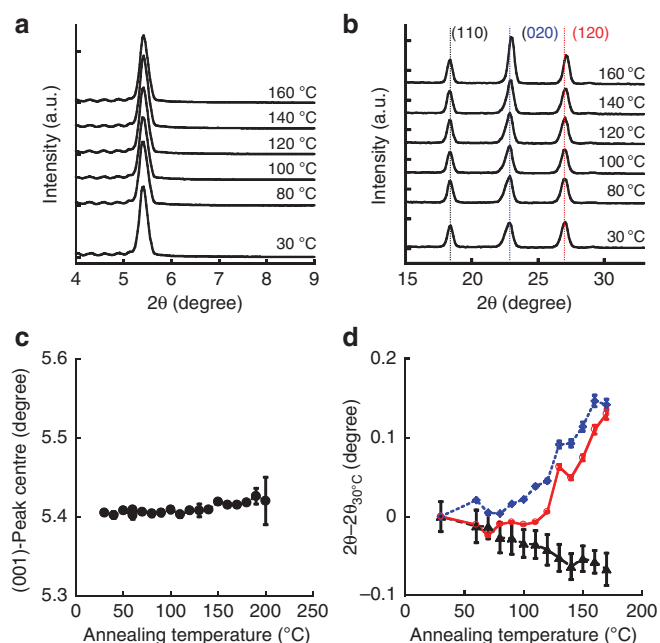 a
Intensity (a.u.)
160 °C
140 °C
120 °C
100 °C
80 °C
30 °C
4 5 6 7 8 9
2θ (degree)
b
Intensity (a.u.)
(110) (020) (120)
160 °C
140 °C
120 °C
100 °C
80 °C
30 °C
15 19 23 27 30
2θ (degree)
c
(001)-Peak centre (degree)
5.6
5.5
5.4
5.3
0 50 100 150 200 250
Annealing temperature (°C)
d
2θ–2θ30°C (degree)
0.2
0.1
0
−0.1
0 50 100 150 200
Annealing temperature (°C)